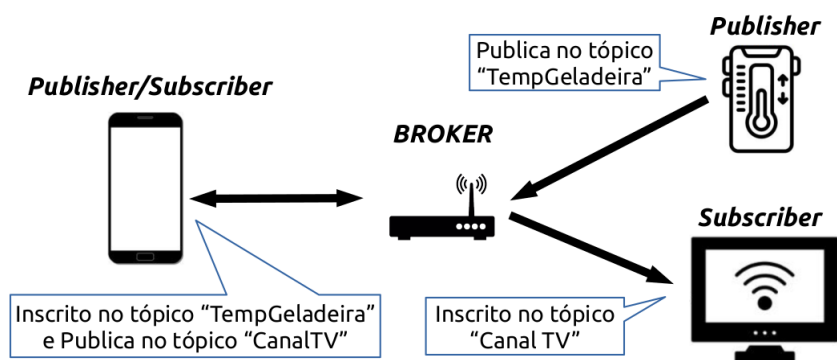 Publisher
Publica no tópico
“TempGeladeira”
Publisher/Subscriber
BROKER
Subscriber
Inscrito no tópico “TempGeladeira”
e Publica no tópico “CanalTV”
Inscrito no tópico
“Canal TV”